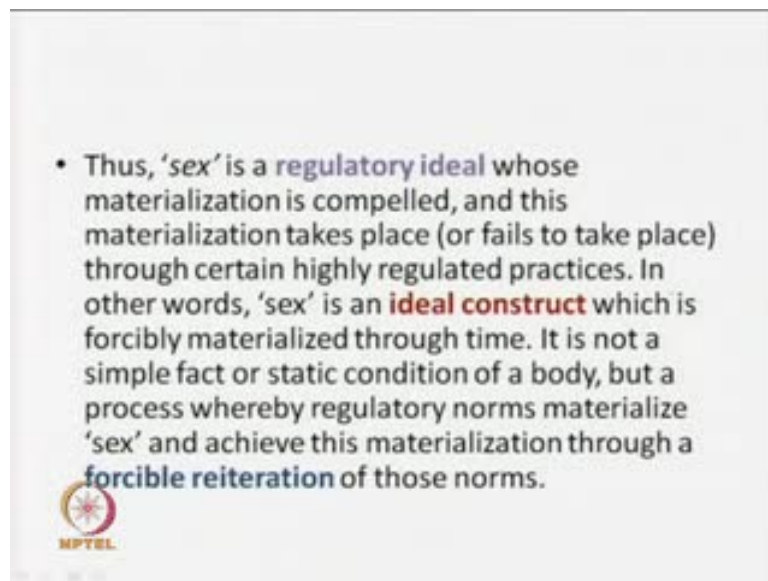 • Thus, ‘sex’ is a regulatory ideal whose
materialization is compelled, and this
materialization takes place (or fails to take place)
through certain highly regulated practices. In
other words, ‘sex’ is an ideal construct which is
forcibly materialized through time. It is not a
simple fact or static condition of a body, but a
process whereby regulatory norms materialize
‘sex’ and achieve this materialization through a
forcible reiteration of those norms.
NPTEL